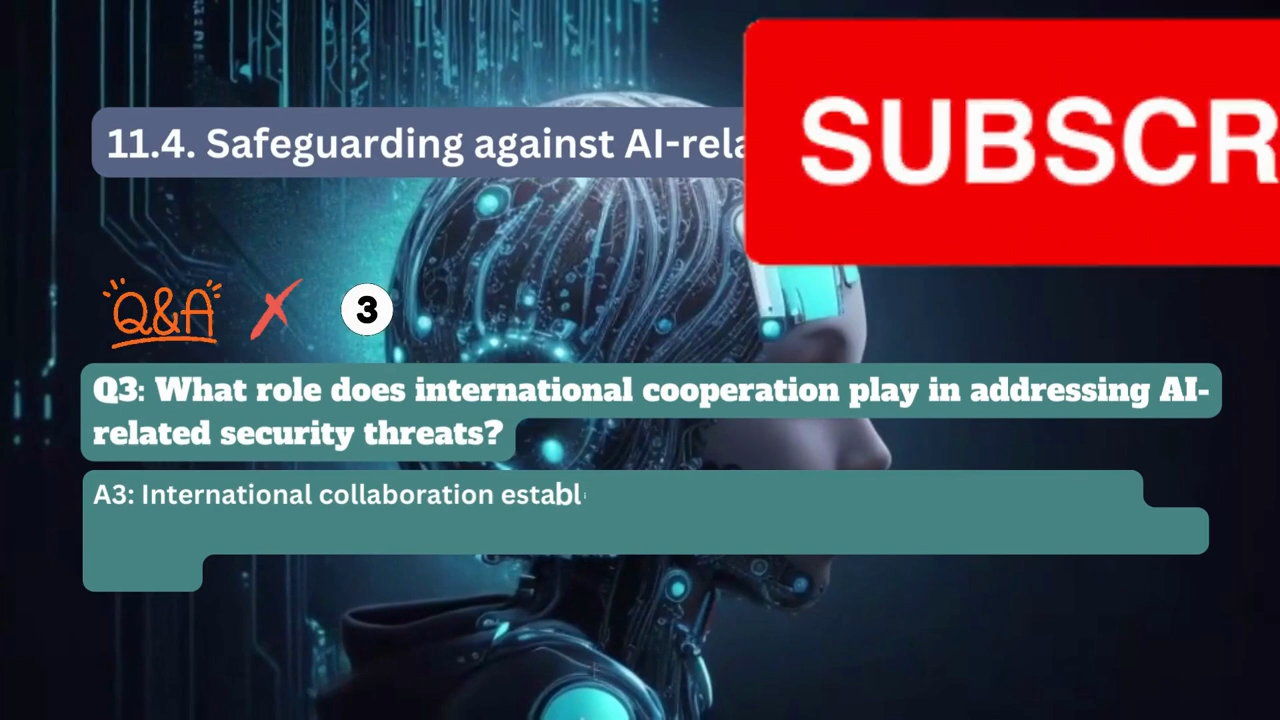 11.4. Safeguarding against AI-rela
SUBSCR
Q&A
3
Q3: What role does international cooperation play in addressing AI-
related security threats?
A3: International collaboration establ